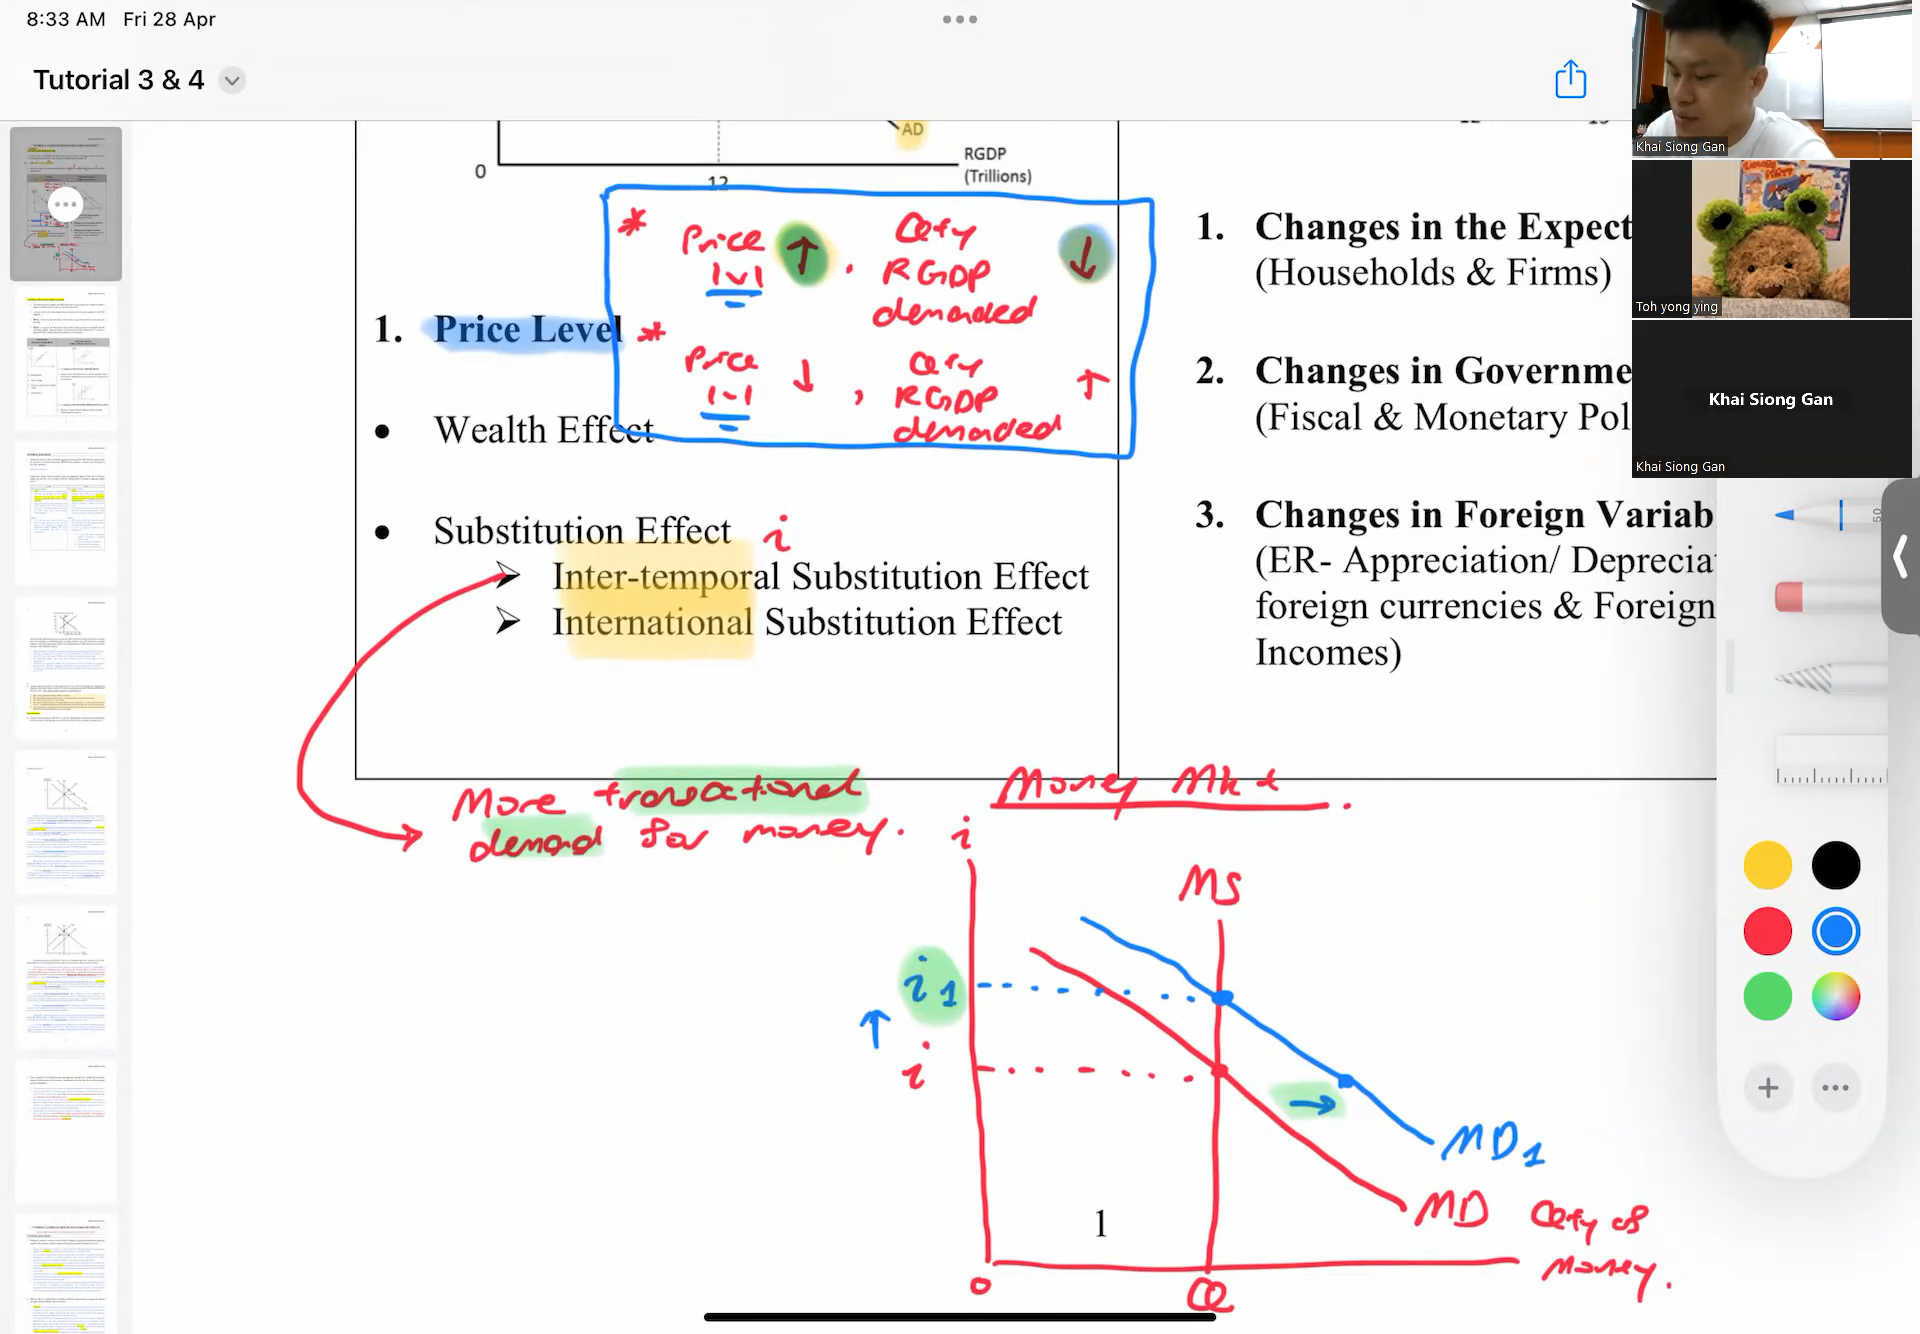 8:33 AM Fri 28 Apr
Tutorial 3 & 4
AD
RGDP
(Trillions)
0
12
* Price lvl ↑ . Qty RGDP demanded ↓
1. Price Level
* Price lvl ↓ , Qty RGDP demanded ↑
• Wealth Effect
• Substitution Effect i
➢ Inter-temporal Substitution Effect
➢ International Substitution Effect
1. Changes in the Expect
(Households & Firms)
2. Changes in Governme
(Fiscal & Monetary Pol
3. Changes in Foreign Variab
(ER- Appreciation/ Deprecia
foreign currencies & Foreign
Incomes)
More transactional
demand for money.
Money Mkt.
i
MS
i1
↑
i
→
MD1
MD
Qty of
Money.
1
0
Q
Khai Siong Gan
Toh yong ying
Khai Siong Gan
Khai Siong Gan
50